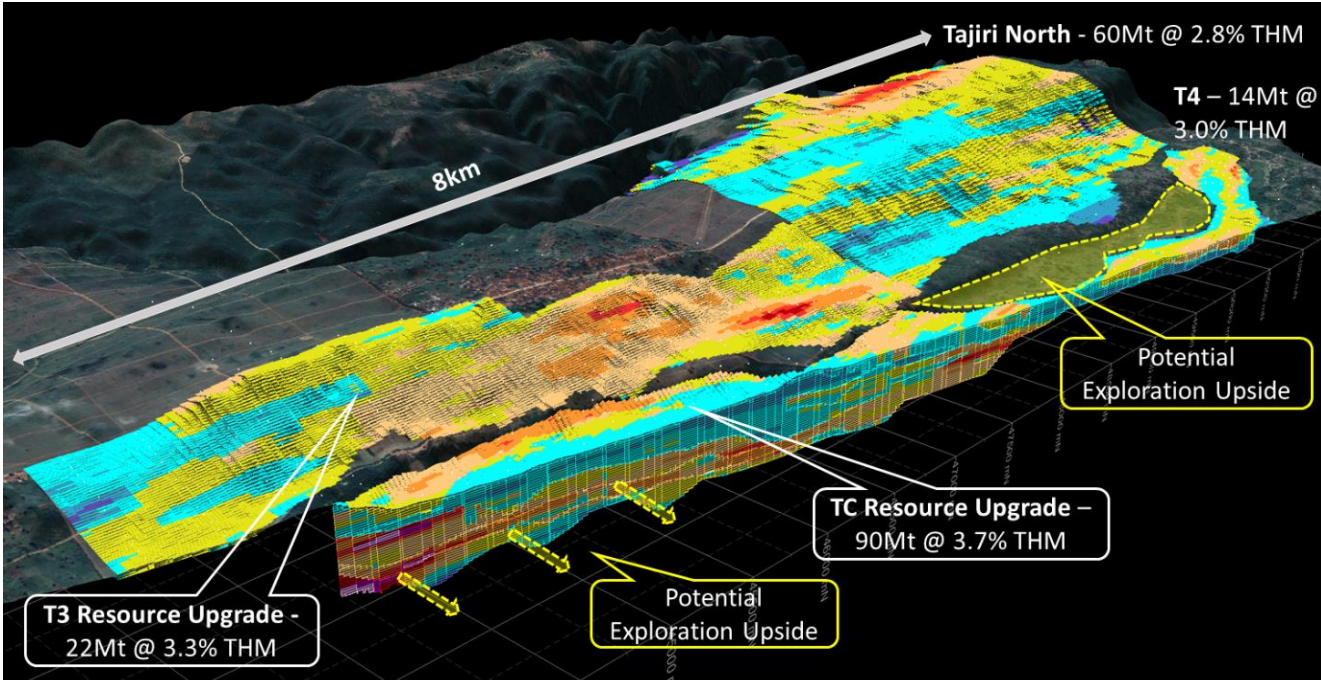 Tajiri North - 60Mt @ 2.8% THM
T4 – 14Mt @
3.0% THM
8km
Potential
Exploration Upside
TC Resource Upgrade –
90Mt @ 3.7% THM
Potential
Exploration Upside
T3 Resource Upgrade -
22Mt @ 3.3% THM